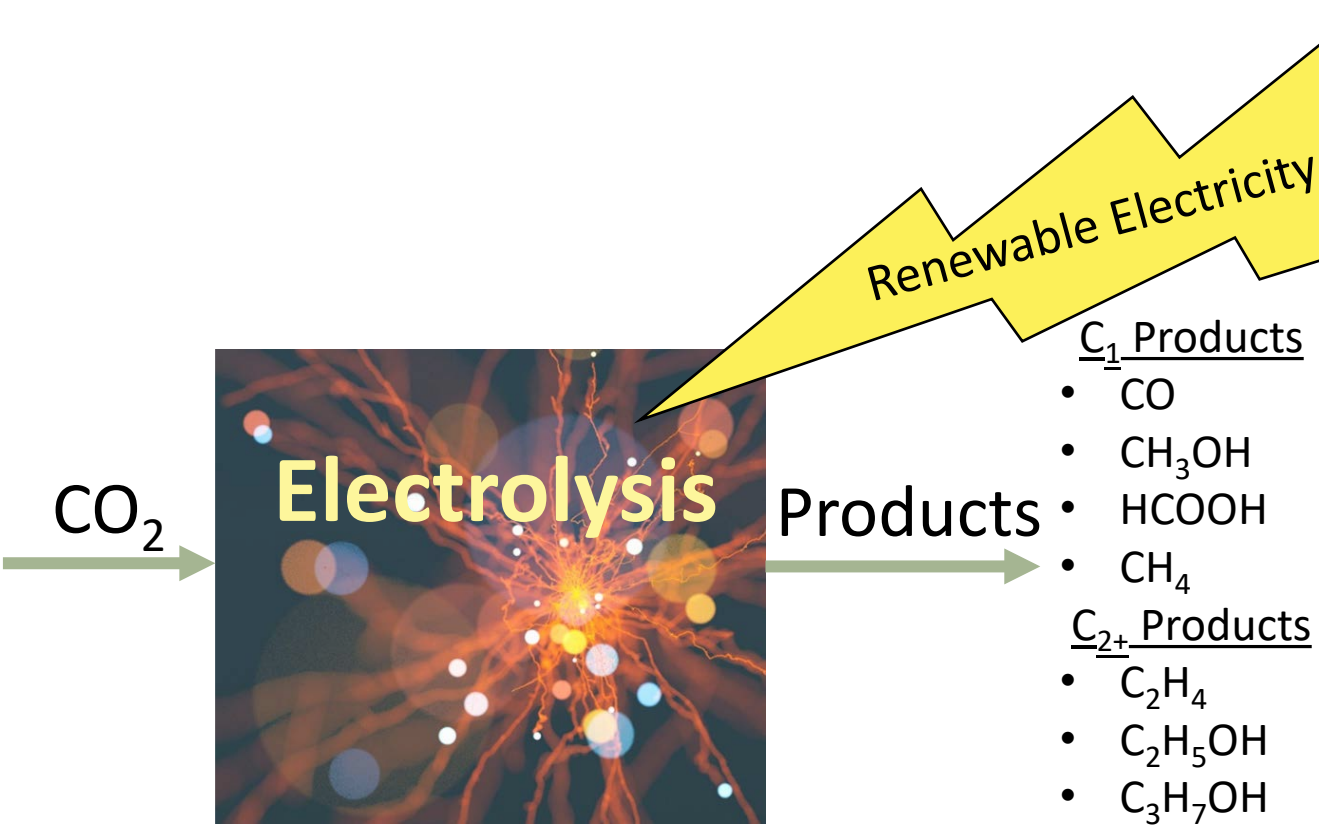 Renewable Electricity
CO₂
Electrolysis
Products
C₁ Products
• CO
• CH₃OH
• HCOOH
• CH₄
C₂₊ Products
• C₂H₄
• C₂H₅OH
• C₃H₇OH